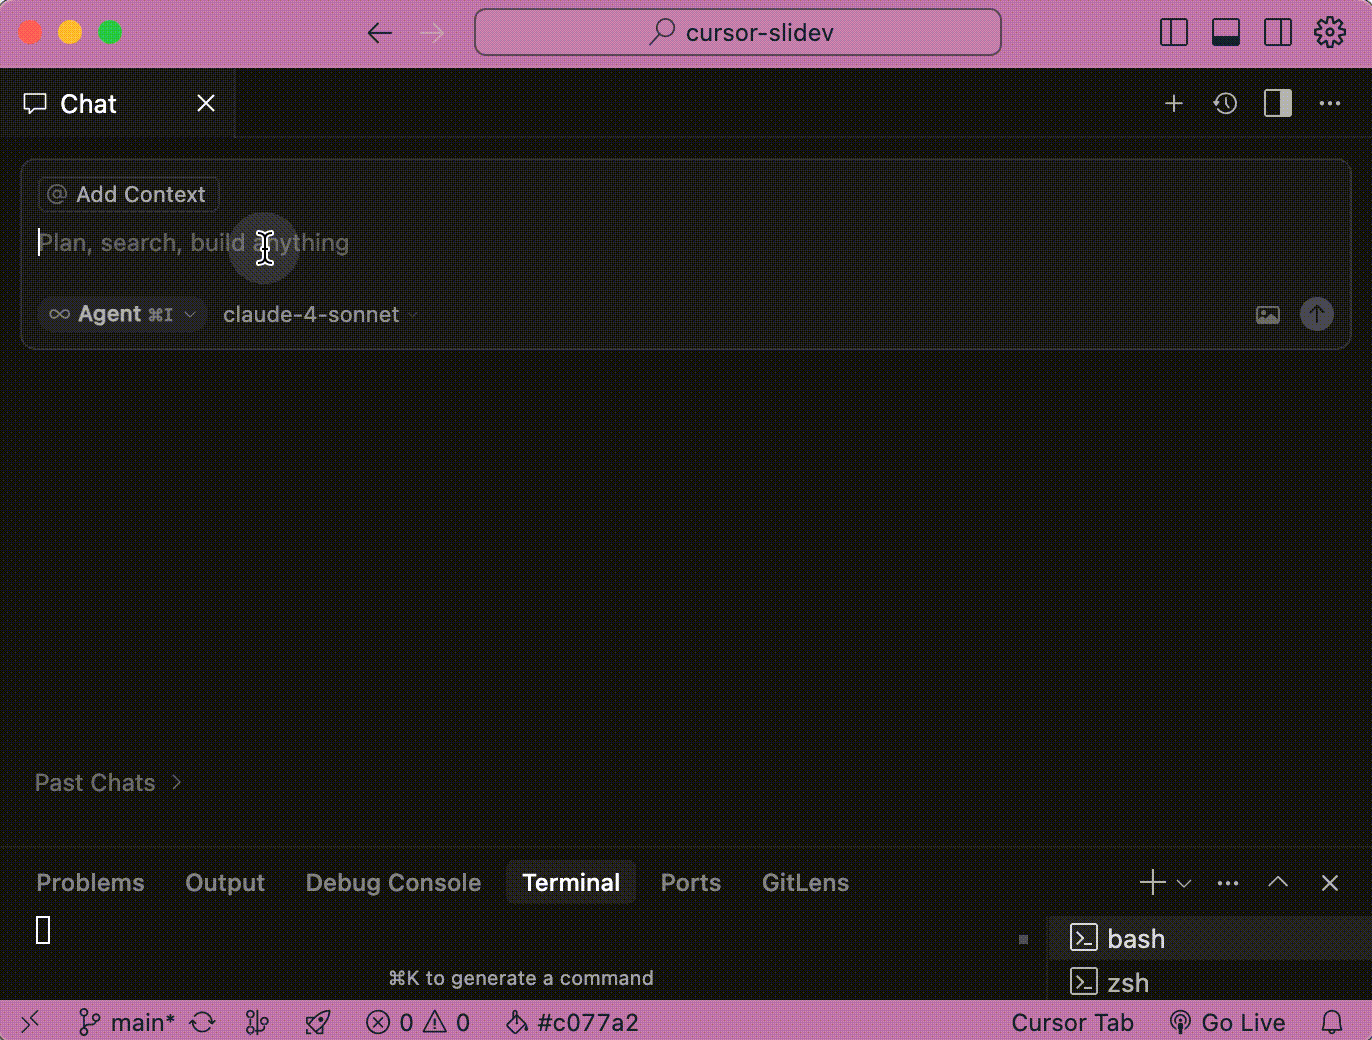 cursor-slidev
Chat
@ Add Context
Plan, search, build anything
∞ Agent ⌘I claude-4-sonnet
Past Chats
Problems Output Debug Console Terminal Ports GitLens
bash
⌘K to generate a command
zsh
main* 0 0 #c077a2 Cursor Tab Go Live